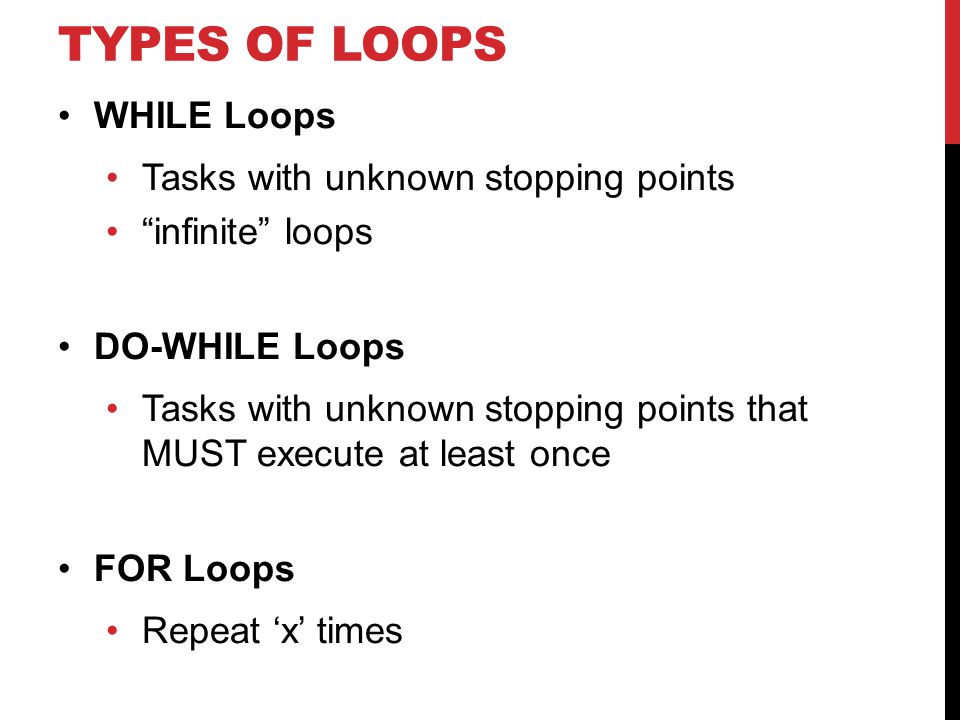 TYPES OF LOOPS
• WHILE Loops
• Tasks with unknown stopping points
• “infinite” loops
• DO-WHILE Loops
• Tasks with unknown stopping points that
MUST execute at least once
• FOR Loops
• Repeat ‘x’ times